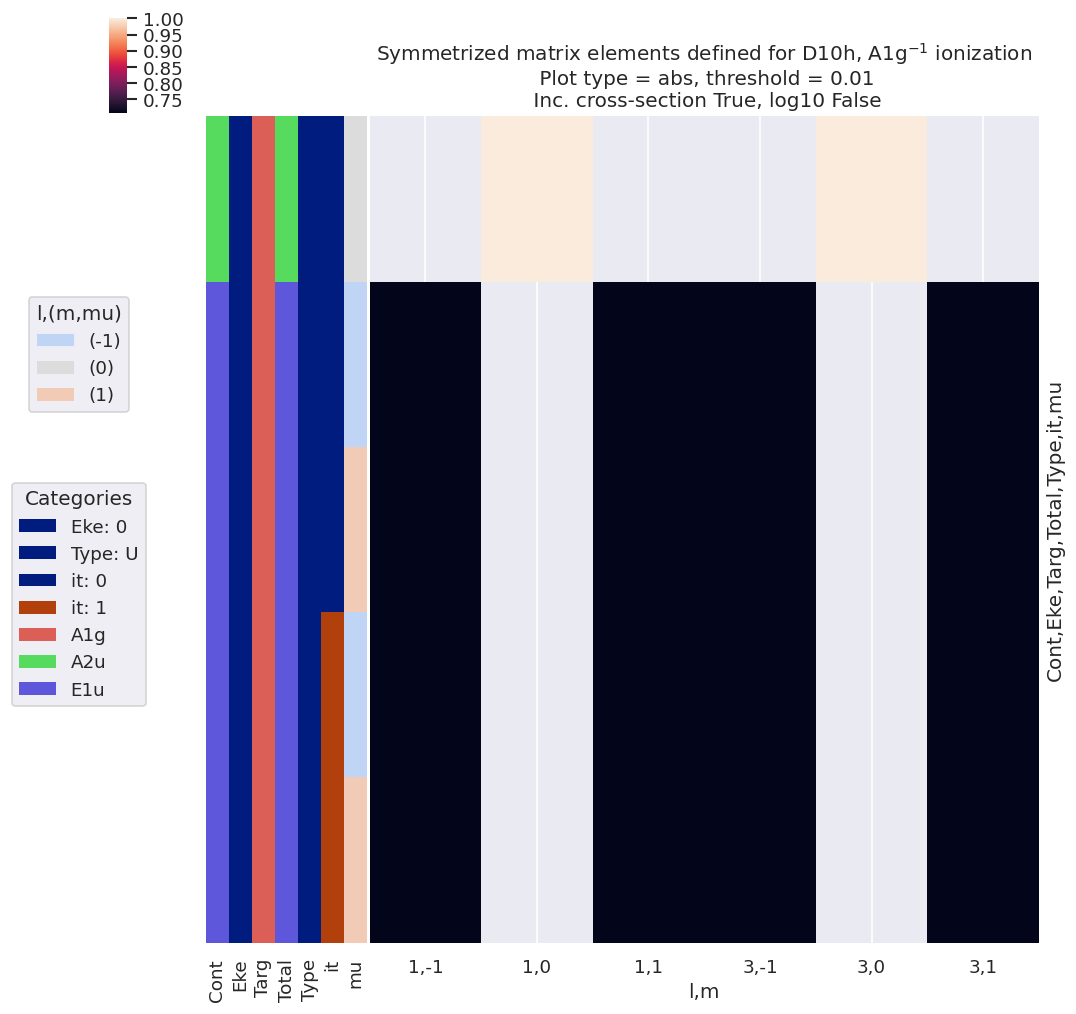 1.00
0.95
0.90
0.85
0.80
0.75
Symmetrized matrix elements defined for D10h, A1g⁻¹ ionization
Plot type = abs, threshold = 0.01
Inc. cross-section True, log10 False
l,(m,mu)
(-1)
(0)
(1)
Categories
Eke: 0
Type: U
it: 0
it: 1
A1g
A2u
E1u
Cont,Eke,Targ,Total,Type,it,mu
Cont
Eke
Targ
Total
Type
it
mu
1,-1
1,0
1,1
3,-1
3,0
3,1
l,m